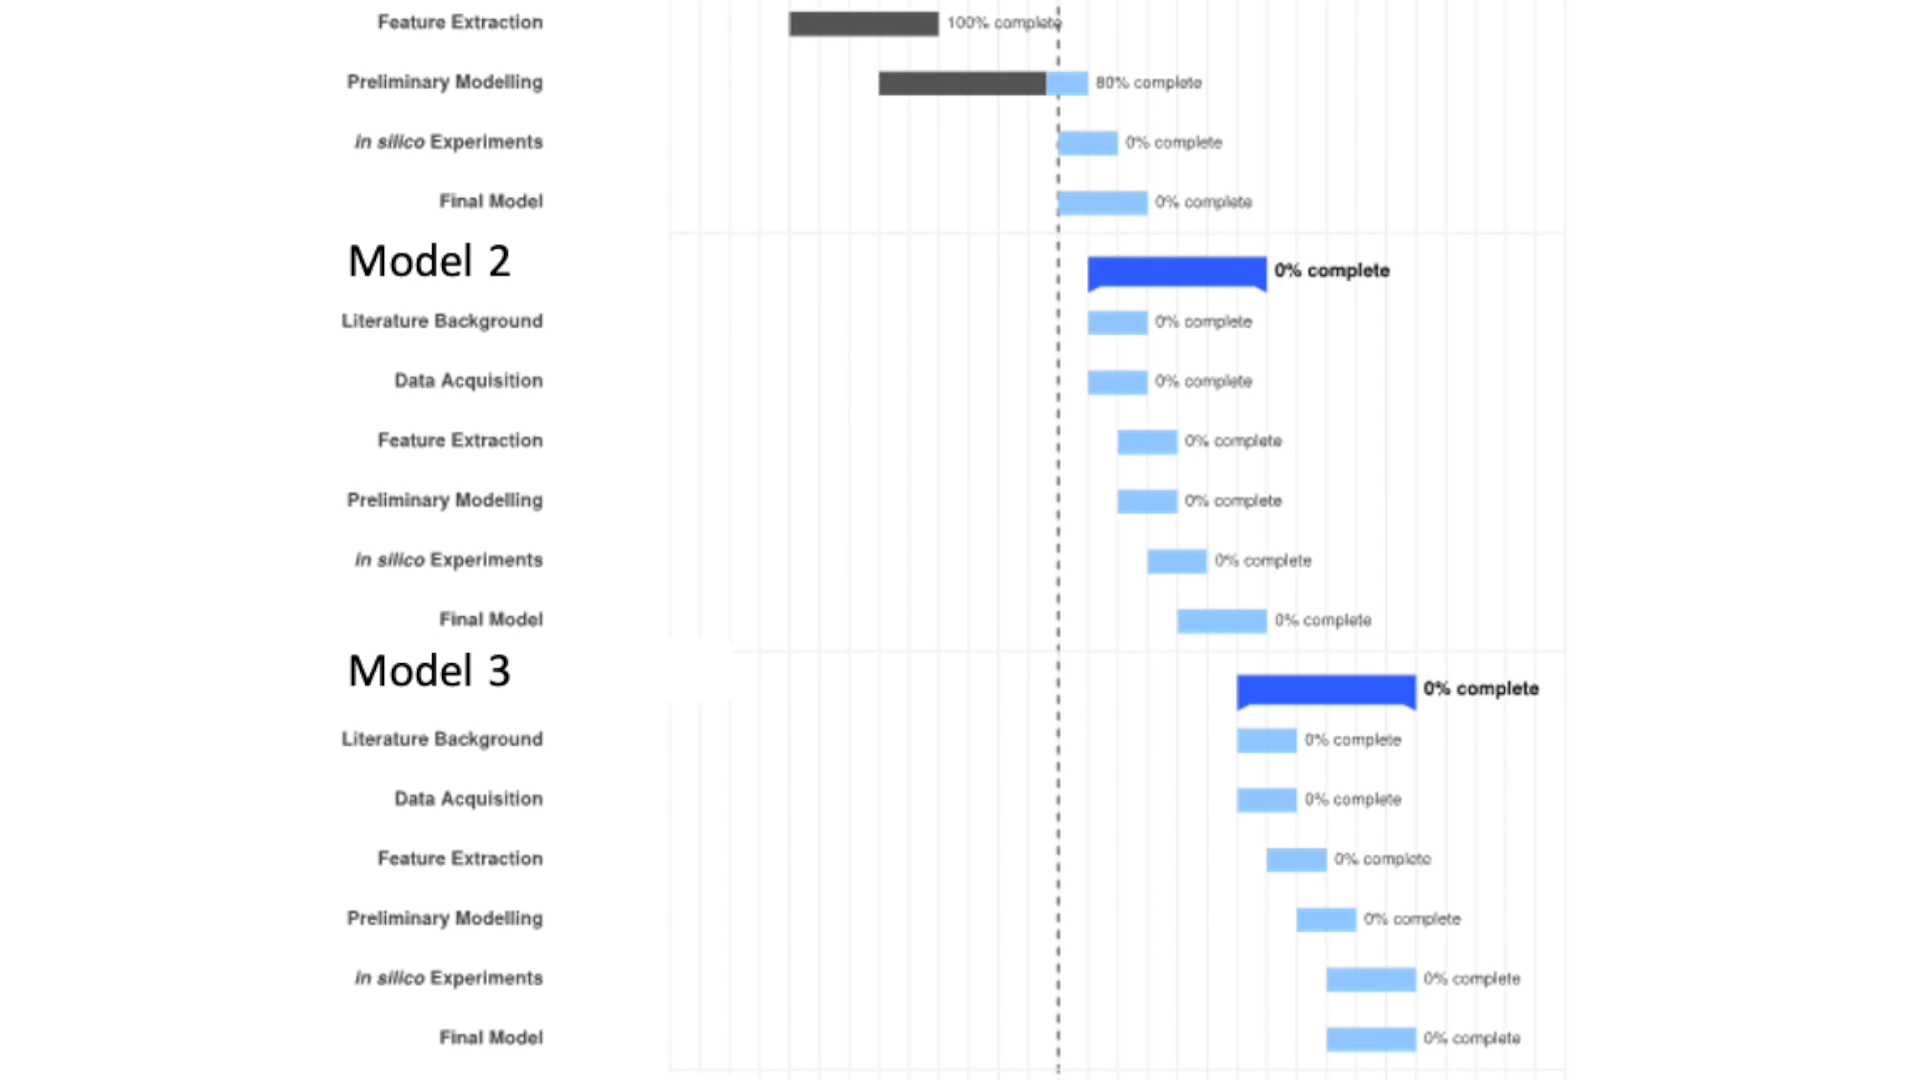 Feature Extraction 100% complete
Preliminary Modelling 80% complete
in silico Experiments 0% complete
Final Model 0% complete
Model 2 0% complete
Literature Background 0% complete
Data Acquisition 0% complete
Feature Extraction 0% complete
Preliminary Modelling 0% complete
in silico Experiments 0% complete
Final Model 0% complete
Model 3 0% complete
Literature Background 0% complete
Data Acquisition 0% complete
Feature Extraction 0% complete
Preliminary Modelling 0% complete
in silico Experiments 0% complete
Final Model 0% complete